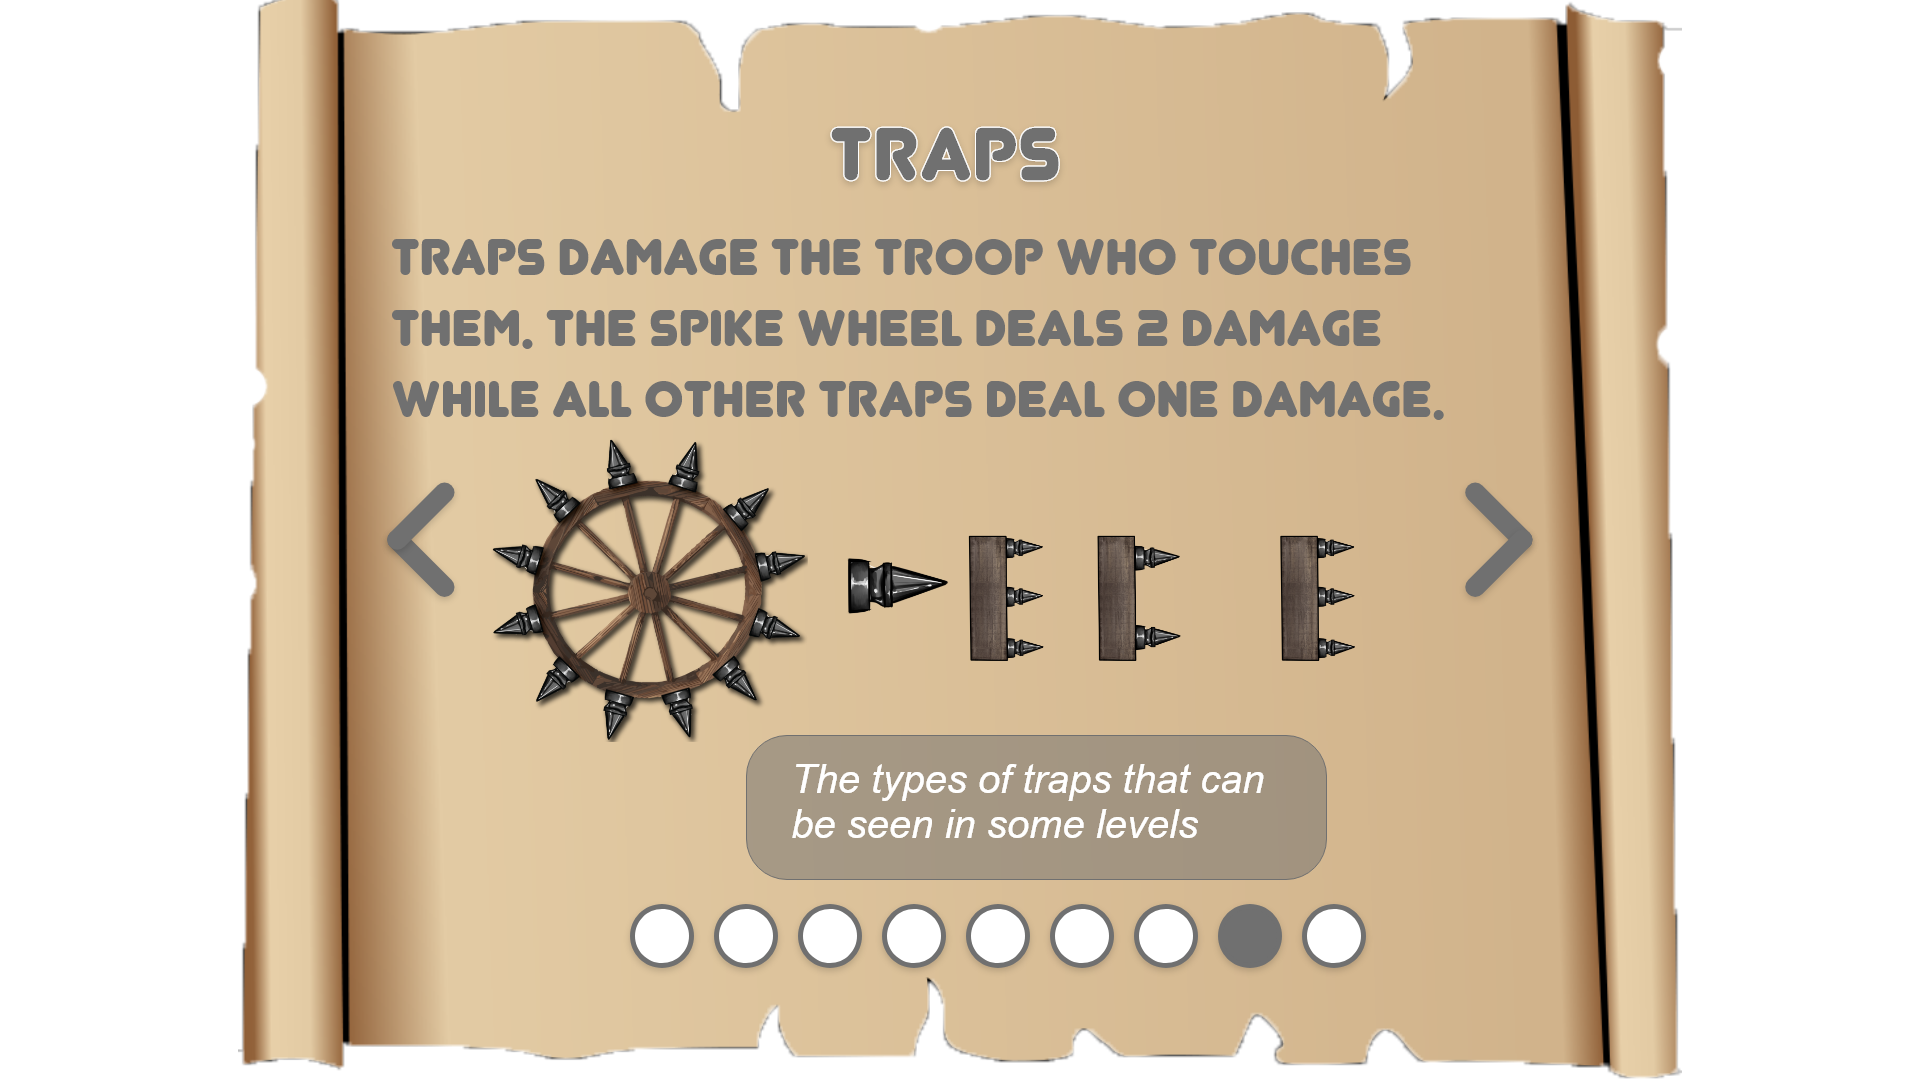 TRAPS
TRAPS DAMAGE THE TROOP WHO TOUCHES
THEM. THE SPIKE WHEEL DEALS 2 DAMAGE
WHILE ALL OTHER TRAPS DEAL ONE DAMAGE.
The types of traps that can
be seen in some levels